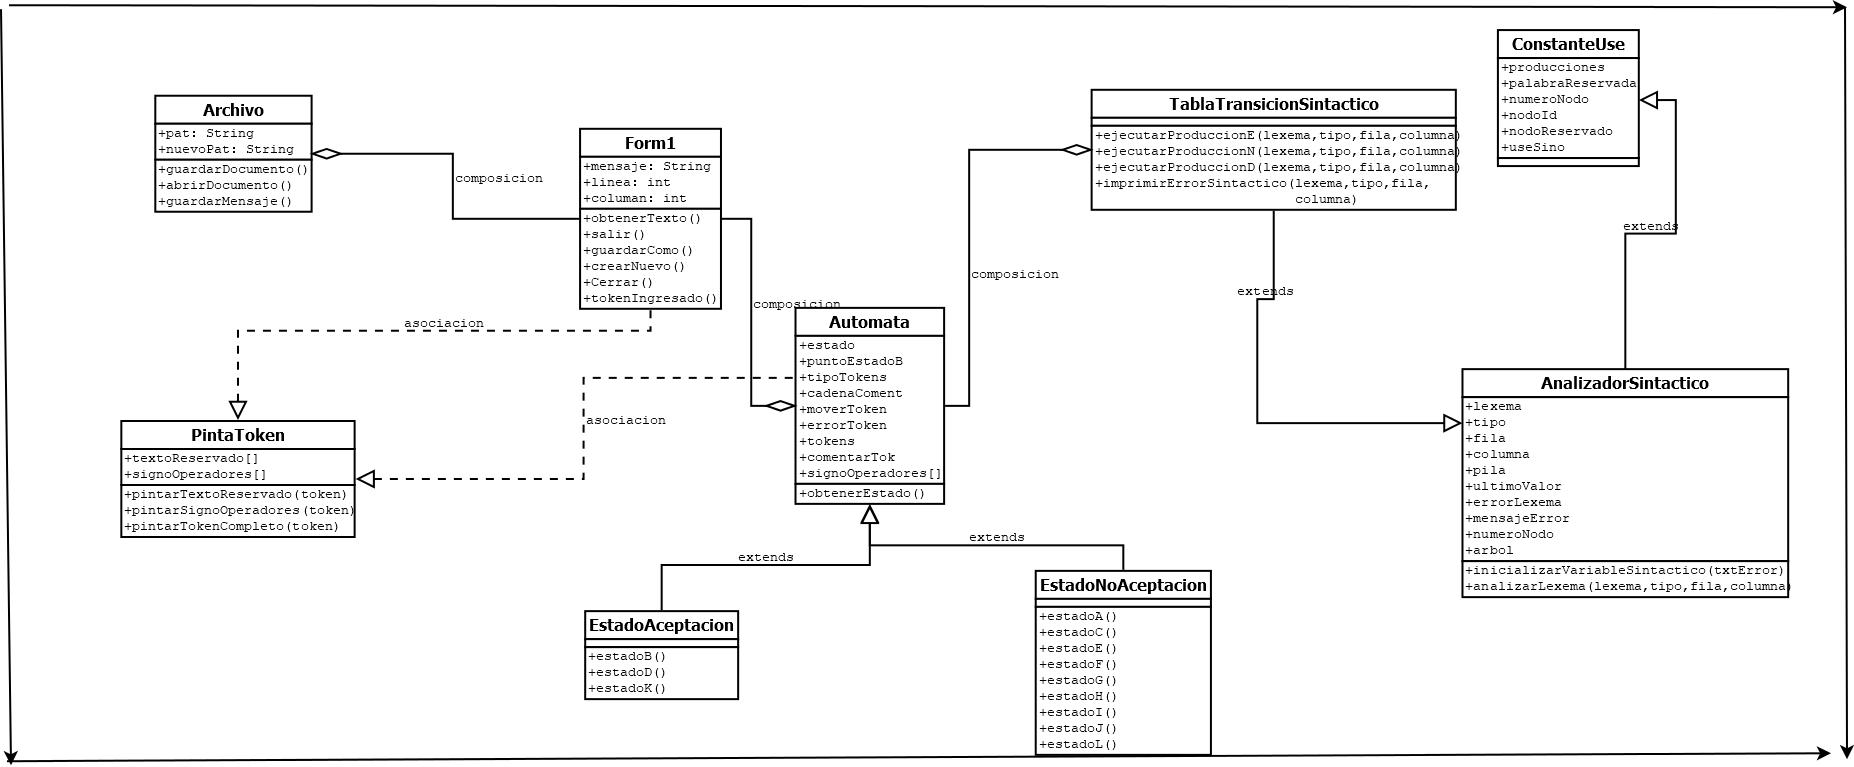 Archivo
+pat: String
+nuevoPat: String
+guardarDocumento()
+abrirDocumento()
+guardarMensaje()
composicion
Form1
+mensaje: String
+linea: int
+columan: int
+obtenerTexto()
+salir()
+guardarComo()
+crearNuevo()
+Cerrar()
+tokenIngresado()
composicion
asociacion
asociacion
PintaToken
+textoReservado[]
+signoOperadores[]
+pintarTextoReservado(token)
+pintarSignoOperadores(token)
+pintarTokenCompleto(token)
Automata
+estado
+puntoEstadoB
+tipoTokens
+cadenaComent
+moverToken
+errorToken
+tokens
+comentarTok
+signoOperadores[]
+obtenerEstado()
composicion
extends
extends
EstadoAceptacion
+estadoB()
+estadoD()
+estadoK()
EstadoNoAceptacion
+estadoA()
+estadoC()
+estadoE()
+estadoF()
+estadoG()
+estadoH()
+estadoI()
+estadoJ()
+estadoL()
TablaTransicionSintactico
+ejecutarProduccionE(lexema,tipo,fila,columna)
+ejecutarProduccionN(lexema,tipo,fila,columna)
+ejecutarProduccionD(lexema,tipo,fila,columna)
+imprimirErrorSintactico(lexema,tipo,fila,
columna)
extends
ConstanteUse
+producciones
+palabraReservada
+numeroNodo
+nodoId
+nodoReservado
+useSino
extends
AnalizadorSintactico
+lexema
+tipo
+fila
+columna
+pila
+ultimoValor
+errorLexema
+mensajeError
+numeroNodo
+arbol
+inicializarVariableSintactico(txtError)
+analizarLexema(lexema,tipo,fila,columna)